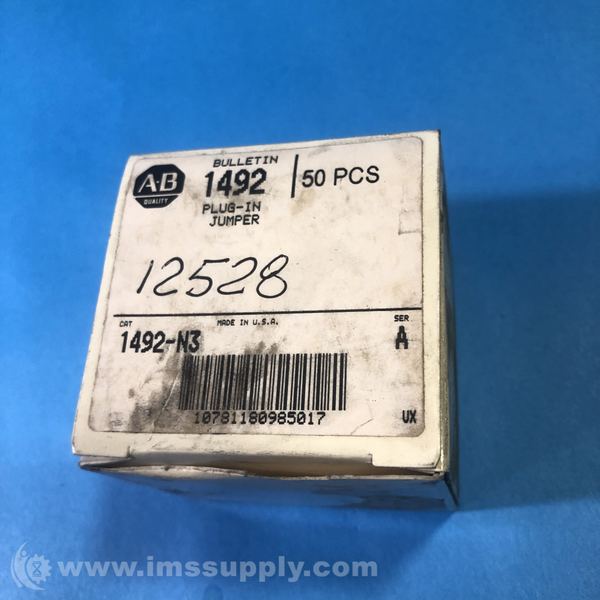 BULLETIN
A-B
QUALITY
1492
50 PCS
PLUG-IN
JUMPER
12528
CAT
MADE IN U.S.A.
SER
1492-N3
A
10781180985017
UX
www.imssupply.com